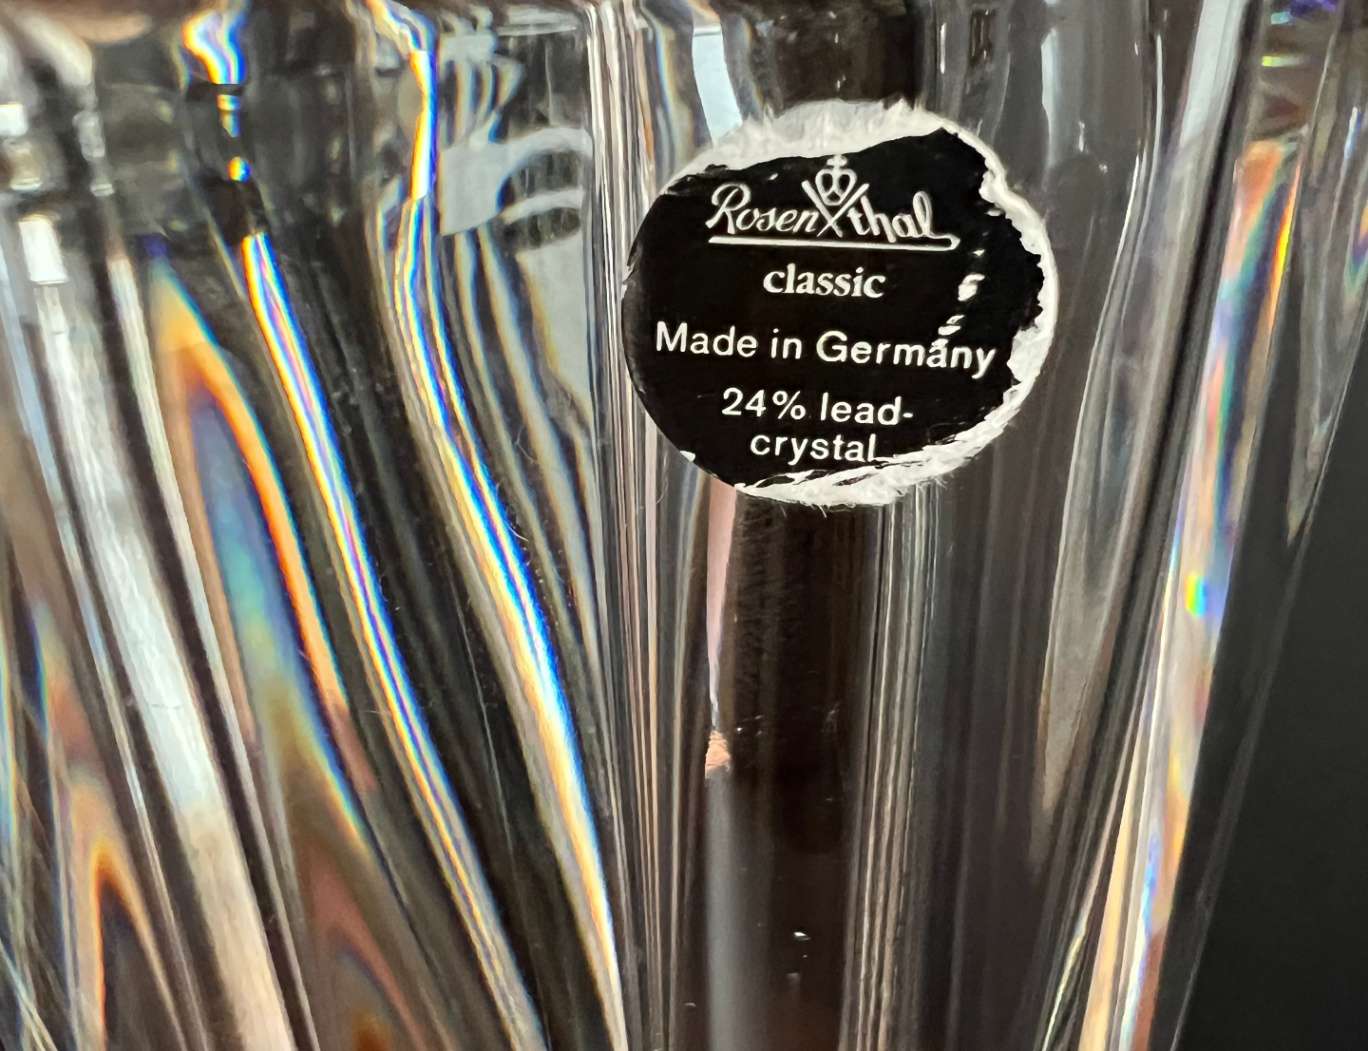 Rosenthal
classic
Made in Germany
24% lead-
crystal